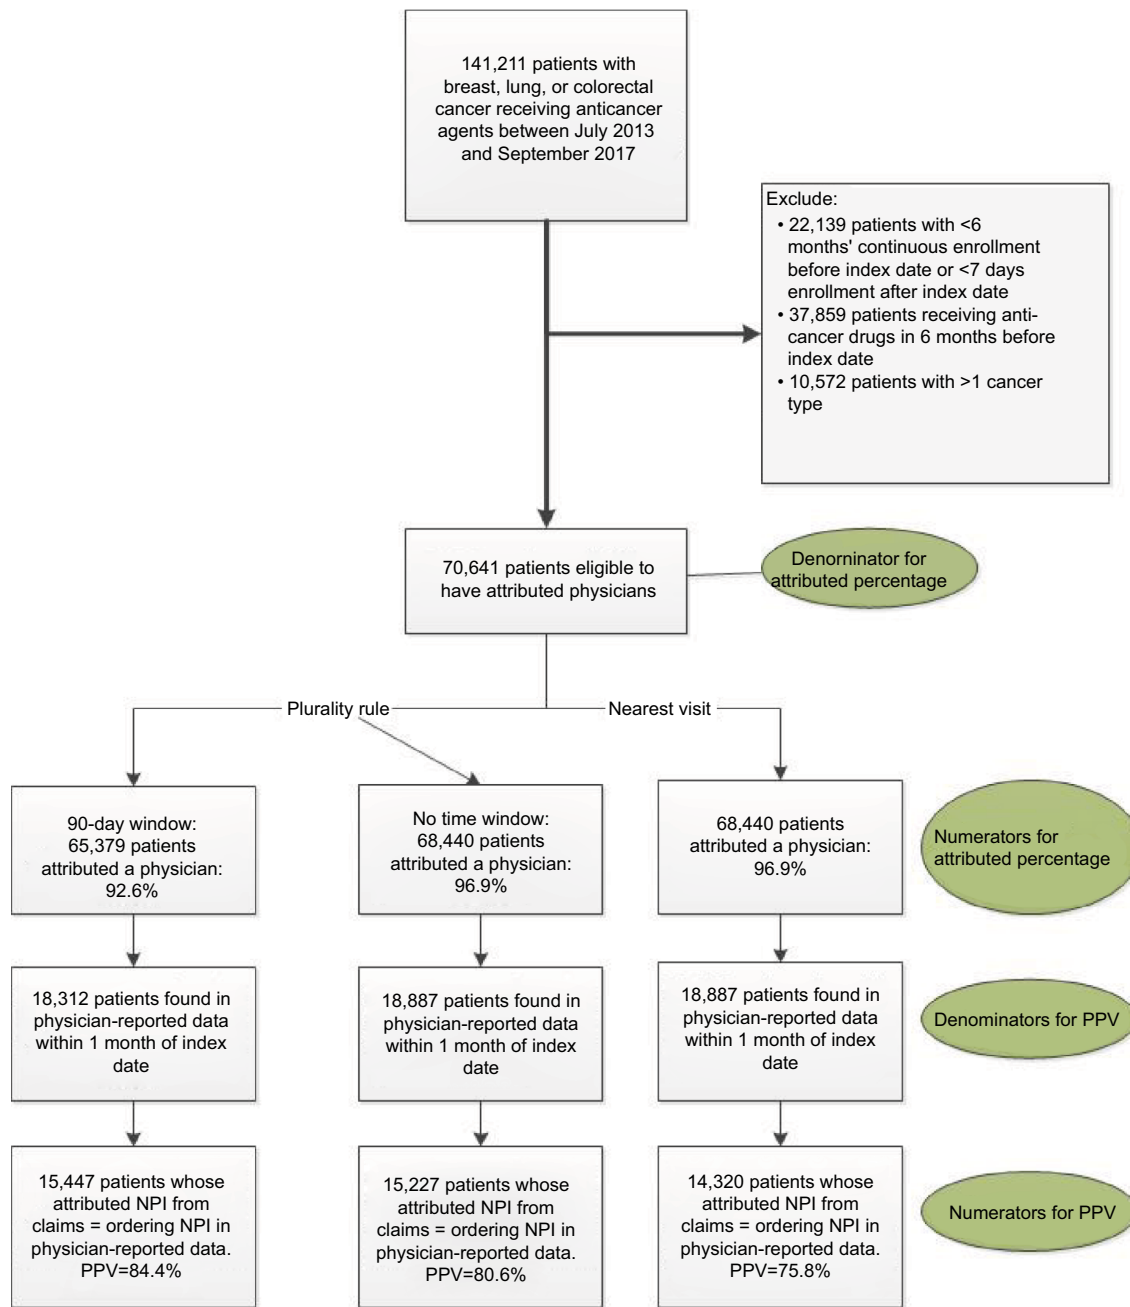 141,211 patients with
breast, lung, or colorectal
cancer receiving anticancer
agents between July 2013
and September 2017
Exclude:
• 22,139 patients with <6
months' continuous enrollment
before index date or <7 days
enrollment after index date
• 37,859 patients receiving anti-
cancer drugs in 6 months before
index date
• 10,572 patients with >1 cancer
type
70,641 patients eligible to
have attributed physicians
Denorninator for
attributed percentage
Plurality rule
Nearest visit
90-day window:
65,379 patients
attributed a physician:
92.6%
No time window:
68,440 patients
attributed a physician:
96.9%
68,440 patients
attributed a physician:
96.9%
Numerators for
attributed percentage
18,312 patients found in
physician-reported data
within 1 month of index
date
18,887 patients found in
physician-reported data
within 1 month of index
date
18,887 patients found in
physician-reported data
within 1 month of index
date
Denominators for PPV
15,447 patients whose
attributed NPI from
claims = ordering NPI in
physician-reported data.
PPV=84.4%
15,227 patients whose
attributed NPI from
claims = ordering NPI in
physician-reported data.
PPV=80.6%
14,320 patients whose
attributed NPI from
claims = ordering NPI in
physician-reported data.
PPV=75.8%
Numerators for PPV